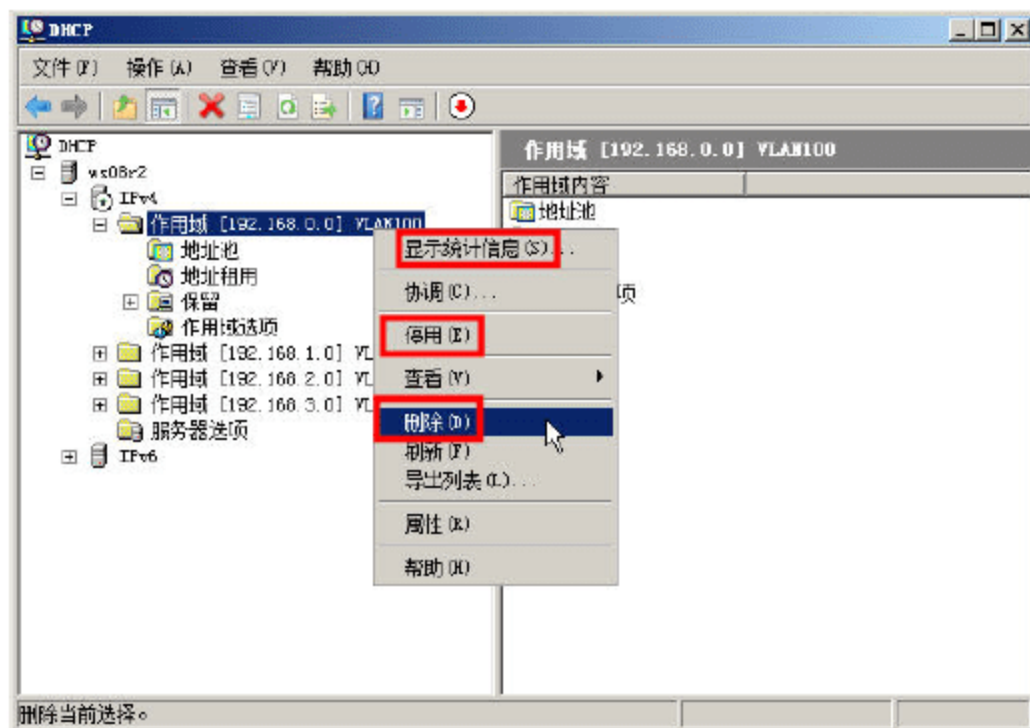 DHCP
文件(F) 操作(A) 查看(V) 帮助(H)
DHCP
ws08r2
IPv4
作用域 [192.168.0.0] VLAN100
地址池
地址租用
保留
作用域选项
作用域 [192.168.1.0] VL
作用域 [192.168.2.0] VL
作用域 [192.168.3.0] VL
服务器选项
IPv6
作用域 [192.168.0.0] VLAN100
作用域内容
地址池
项
显示统计信息(S)...
协调(C)...
停用(E)
查看(V)
删除(D)
刷新(F)
导出列表(L)...
属性(R)
帮助(H)
删除当前选择。